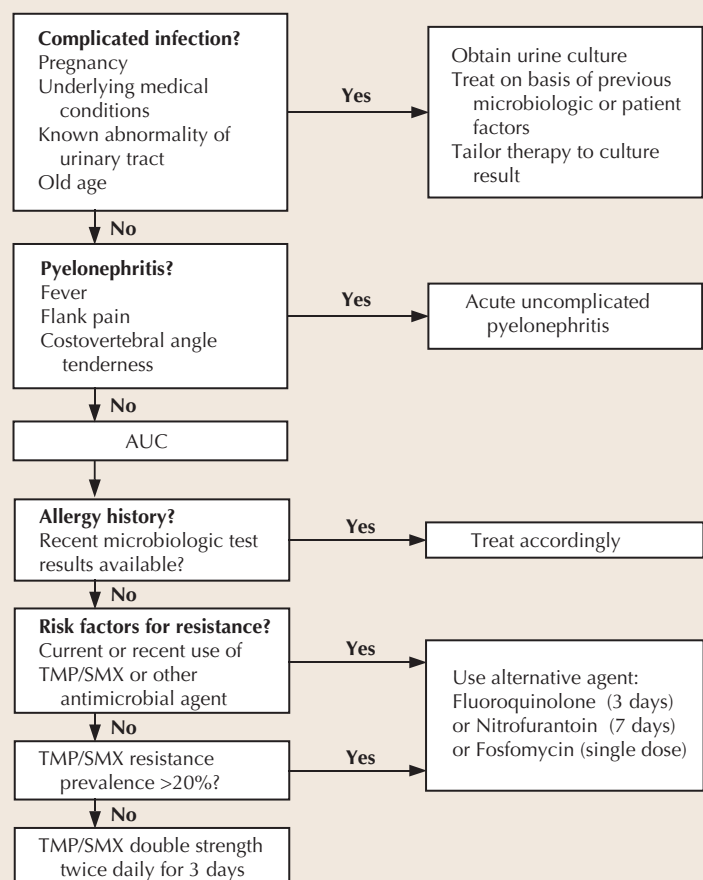 Complicated infection?
Pregnancy
Underlying medical
conditions
Known abnormality of
urinary tract
Old age
Yes
Obtain urine culture
Treat on basis of previous
microbiologic or patient
factors
Tailor therapy to culture
result
No
Pyelonephritis?
Fever
Flank pain
Costovertebral angle
tenderness
Yes
Acute uncomplicated
pyelonephritis
No
AUC
Allergy history?
Recent microbiologic test
results available?
Yes
Treat accordingly
No
Risk factors for resistance?
Current or recent use of
TMP/SMX or other
antimicrobial agent
Yes
Use alternative agent:
Fluoroquinolone (3 days)
or Nitrofurantoin (7 days)
or Fosfomycin (single dose)
No
TMP/SMX resistance
prevalence >20%?
Yes
No
TMP/SMX double strength
twice daily for 3 days